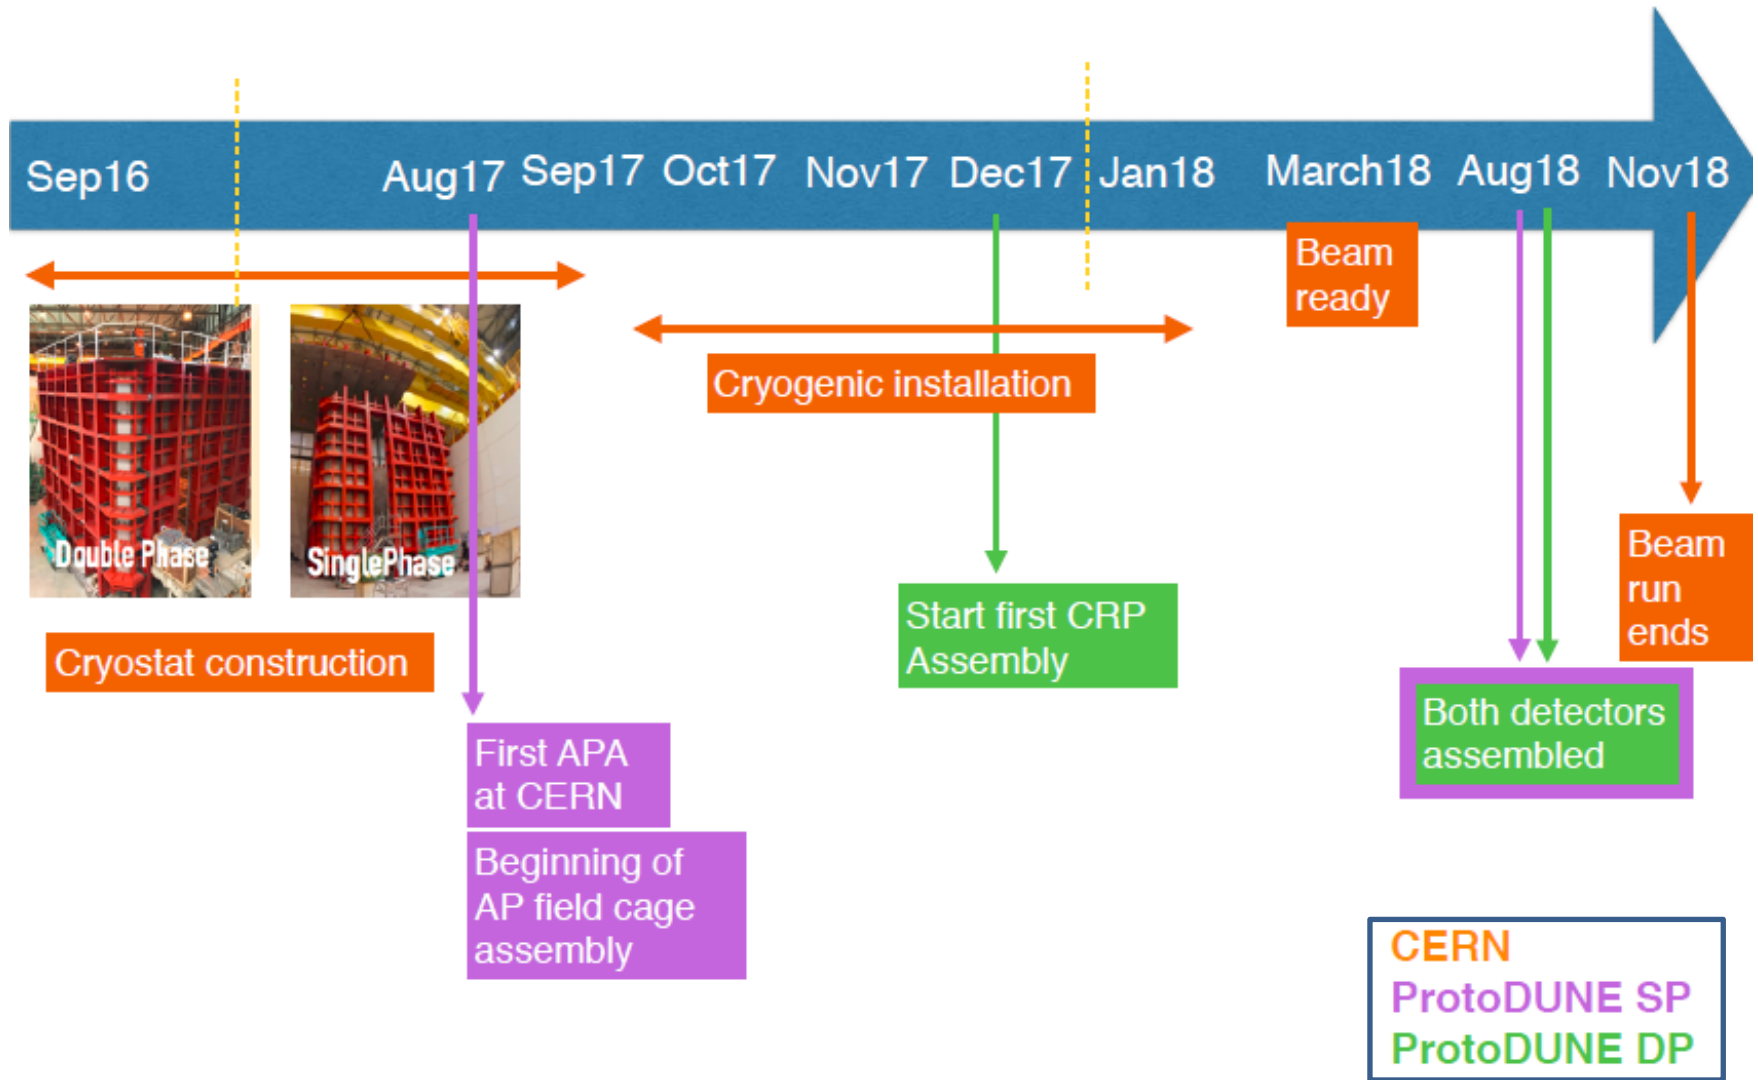 Sep16
Aug17
Sep17
Oct17
Nov17
Dec17
Jan18
March18
Aug18
Nov18
Beam
ready
Cryogenic installation
Double Phase
SinglePhase
Cryostat construction
Start first CRP
Assembly
Beam
run
ends
Both detectors
assembled
First APA
at CERN
Beginning of
AP field cage
assembly
CERN
ProtoDUNE SP
ProtoDUNE DP